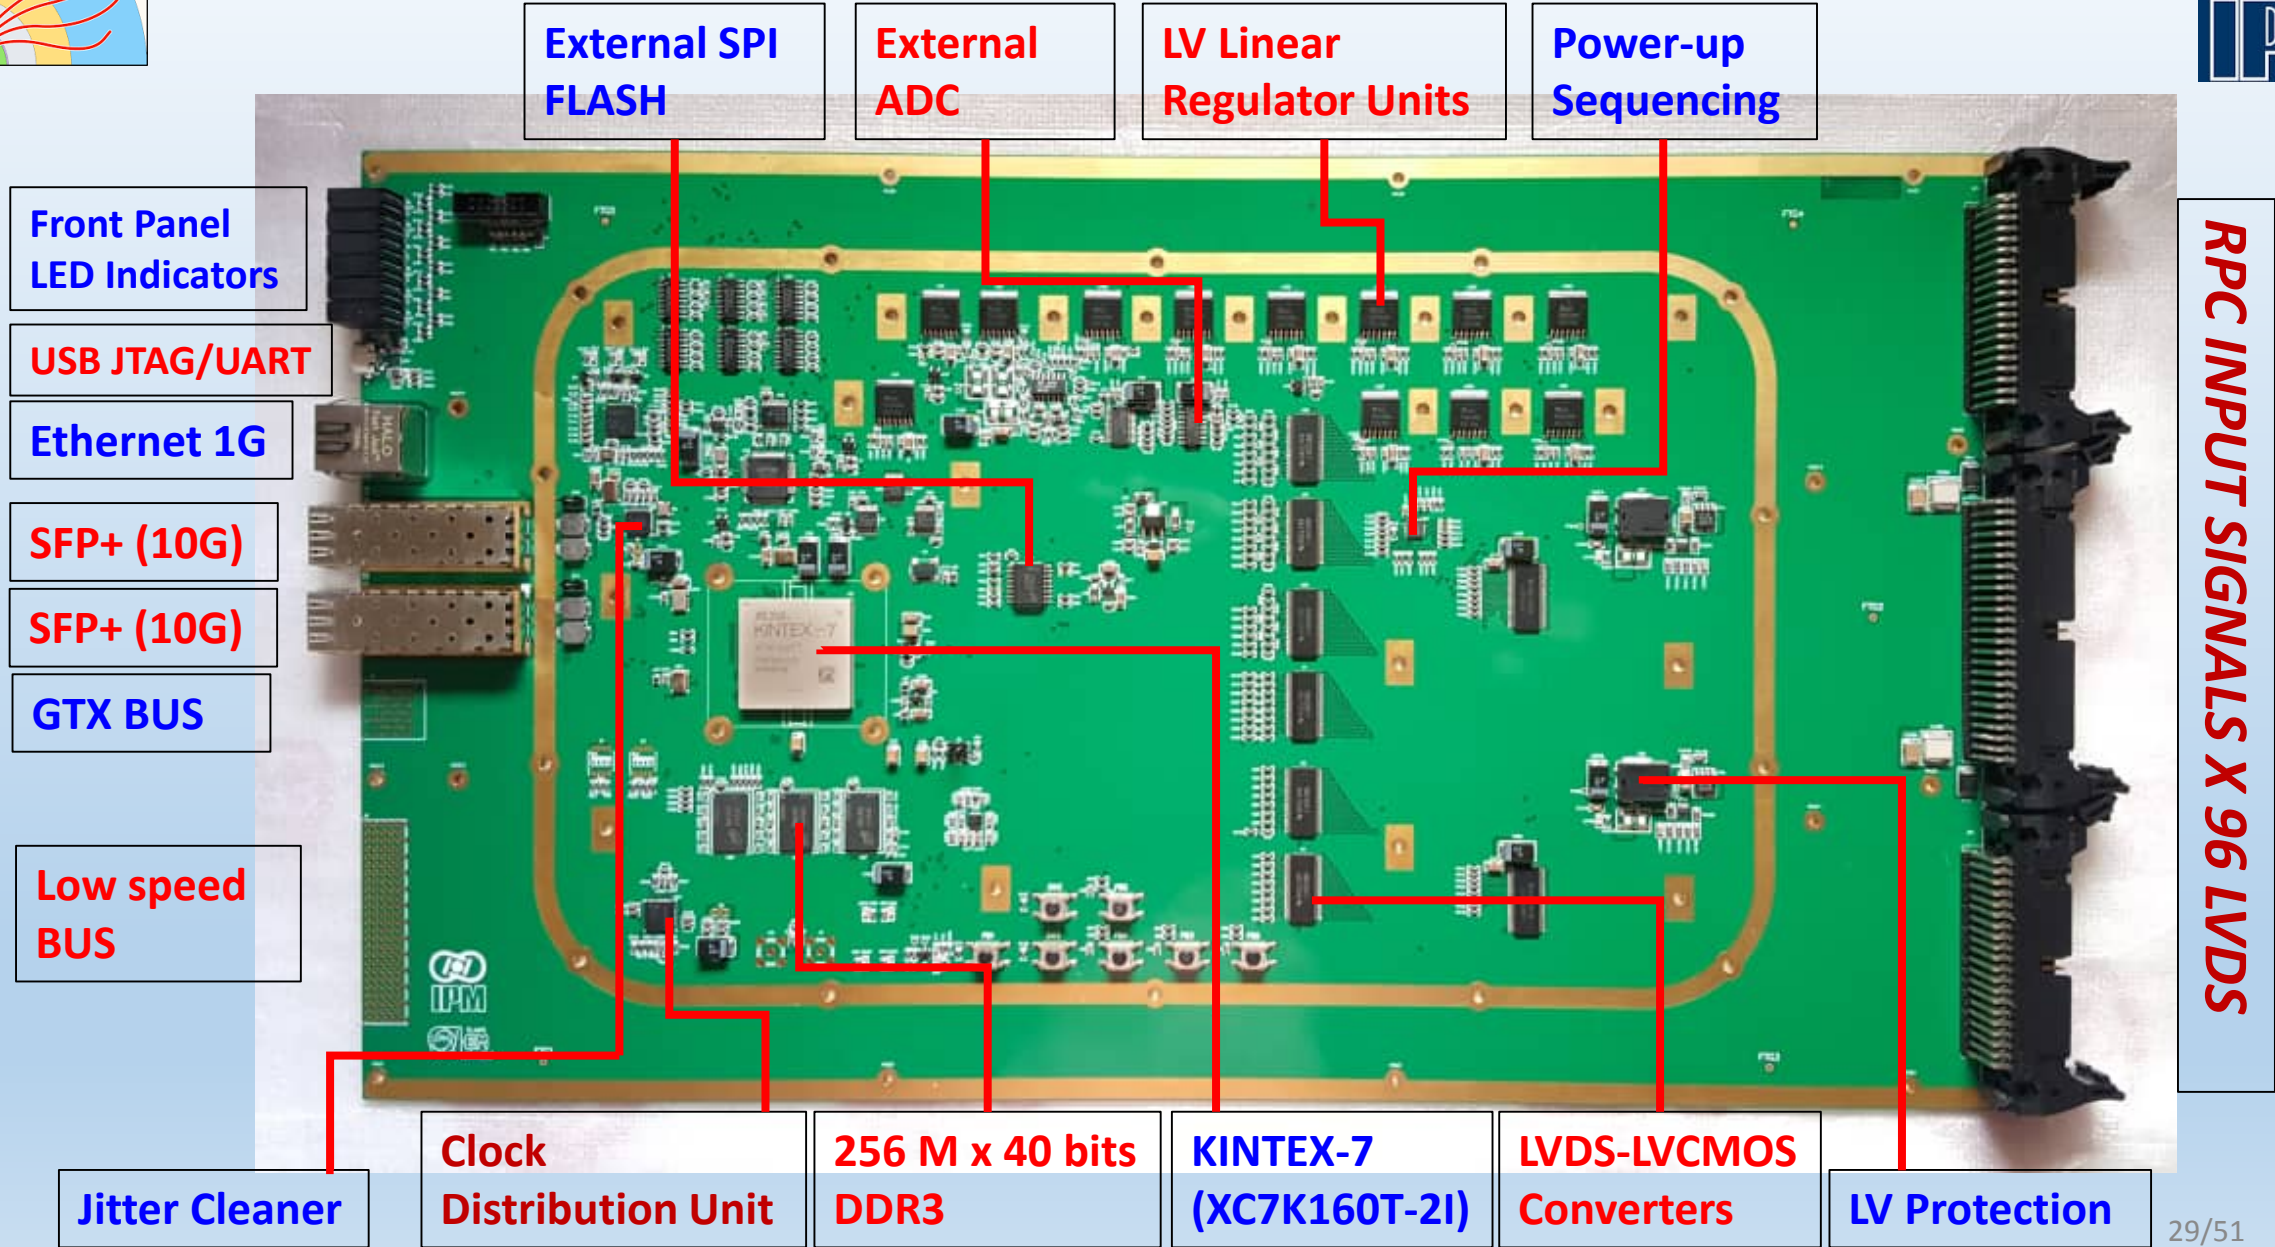 External SPI
FLASH
External
ADC
LV Linear
Regulator Units
Power-up
Sequencing
Front Panel
LED Indicators
USB JTAG/UART
Ethernet 1G
SFP+ (10G)
SFP+ (10G)
GTX BUS
Low speed
BUS
RPC INPUT SIGNALS X 96 LVDS
HALO
KINTEX-7
IPM
Jitter Cleaner
Clock
Distribution Unit
256 M x 40 bits
DDR3
KINTEX-7
(XC7K160T-2I)
LVDS-LVCMOS
Converters
LV Protection
29/51